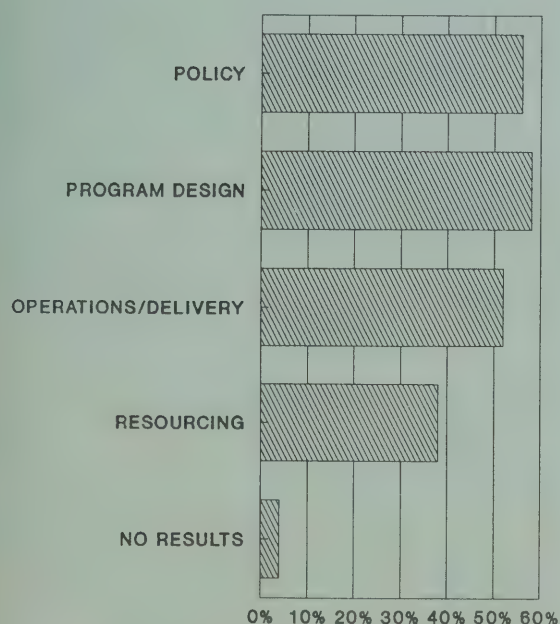 POLICY
PROGRAM DESIGN
OPERATIONS/DELIVERY
RESOURCING
NO RESULTS
0% 10% 20% 30% 40% 50% 60%